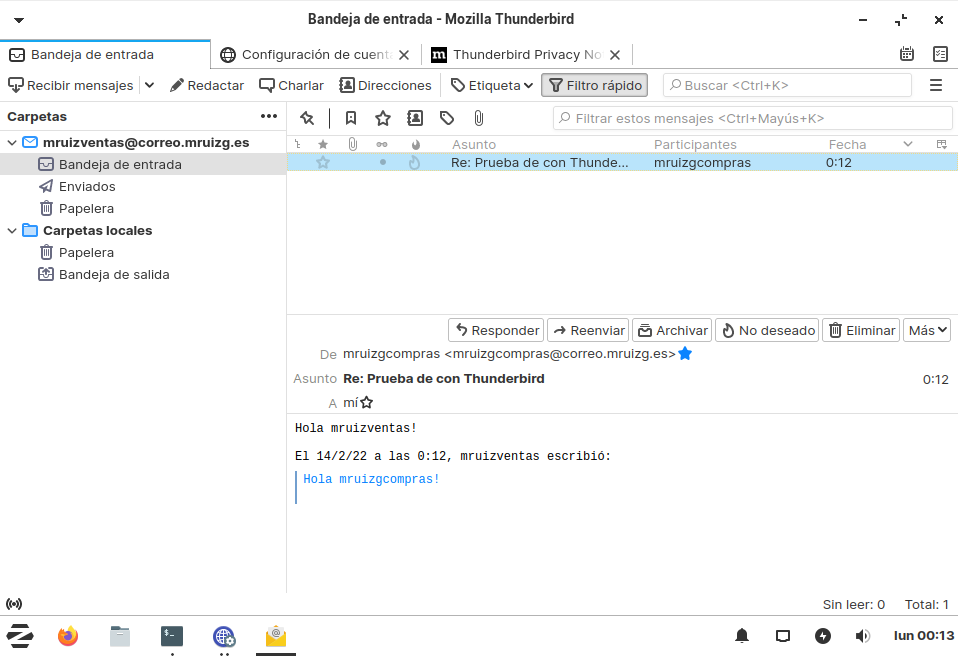 Bandeja de entrada - Mozilla Thunderbird
Bandeja de entrada
Configuración de cuent
Thunderbird Privacy No
Recibir mensajes
Redactar
Charlar
Direcciones
Etiqueta
Filtro rápido
Buscar <Ctrl+K>
Carpetas
Filtrar estos mensajes <Ctrl+Mayús+K>
mruizventas@correo.mruizg.es
Bandeja de entrada
Enviados
Papelera
Carpetas locales
Papelera
Bandeja de salida
Asunto Participantes Fecha
Re: Prueba de con Thunde... mruizgcompras 0:12
Responder Reenviar Archivar No deseado Eliminar Más
De mruizgcompras <mruizgcompras@correo.mruizg.es>
Asunto Re: Prueba de con Thunderbird 0:12
A mí
Hola mruizventas!
El 14/2/22 a las 0:12, mruizventas escribió:
Hola mruizgcompras!
Sin leer: 0 Total: 1
lun 00:13